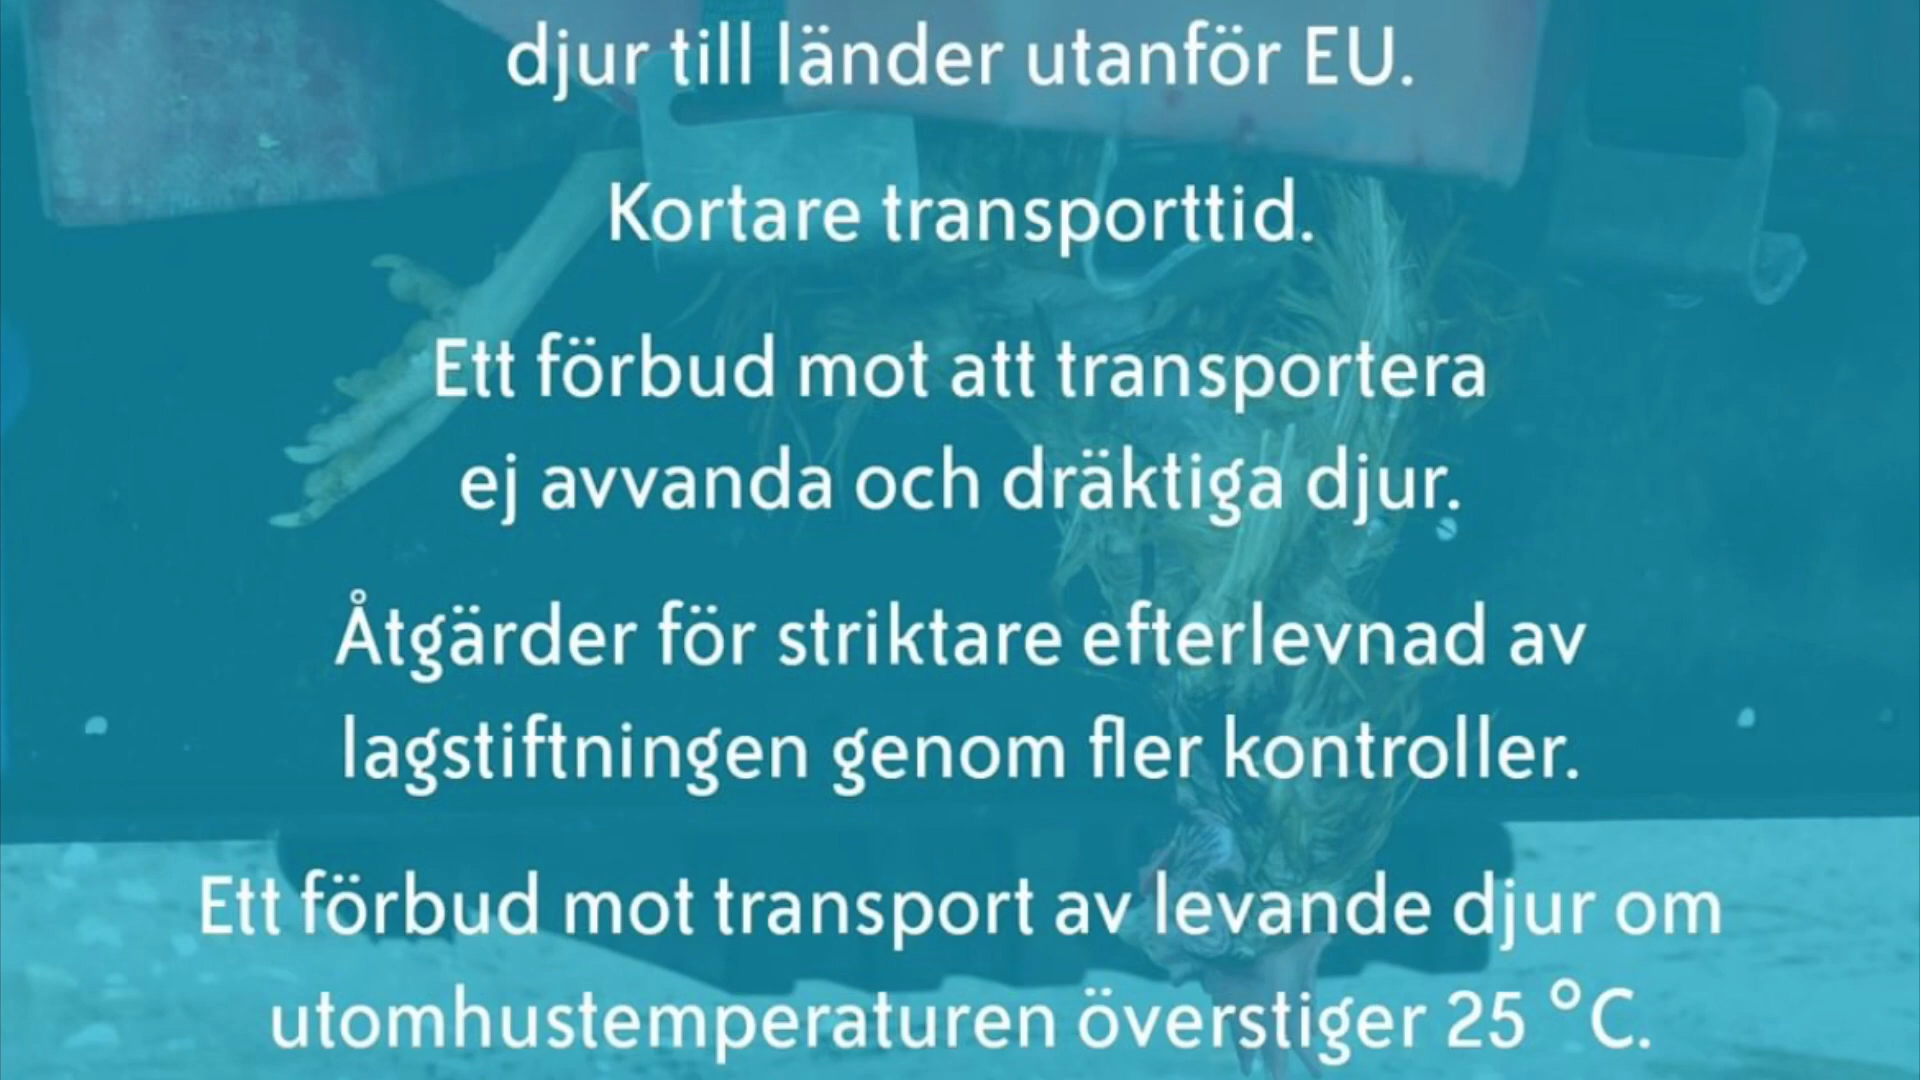 djur till länder utanför EU.
Kortare transporttid.
Ett förbud mot att transportera
ej avvanda och dräktiga djur.
Åtgärder för striktare efterlevnad av
lagstiftningen genom fler kontroller.
Ett förbud mot transport av levande djur om
utomhustemperaturen överstiger 25 °C.